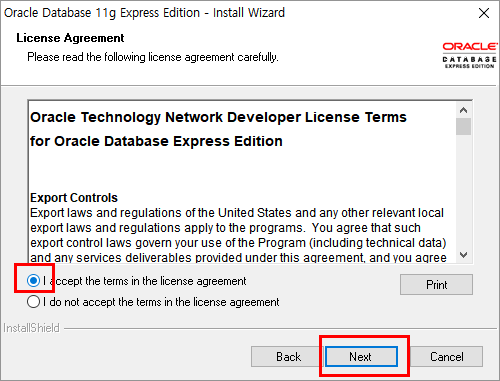 Oracle Database 11g Express Edition - Install Wizard
License Agreement
Please read the following license agreement carefully.
ORACLE
DATABASE
EXPRESS EDITION
Oracle Technology Network Developer License Terms
for Oracle Database Express Edition
Export Controls
Export laws and regulations of the United States and any other relevant local
export laws and regulations apply to the programs.  You agree that such
export control laws govern your use of the Program (including technical data)
and any services deliverables provided under this agreement, and you agree
I accept the terms in the license agreement
Print
I do not accept the terms in the license agreement
InstallShield
Back
Next
Cancel